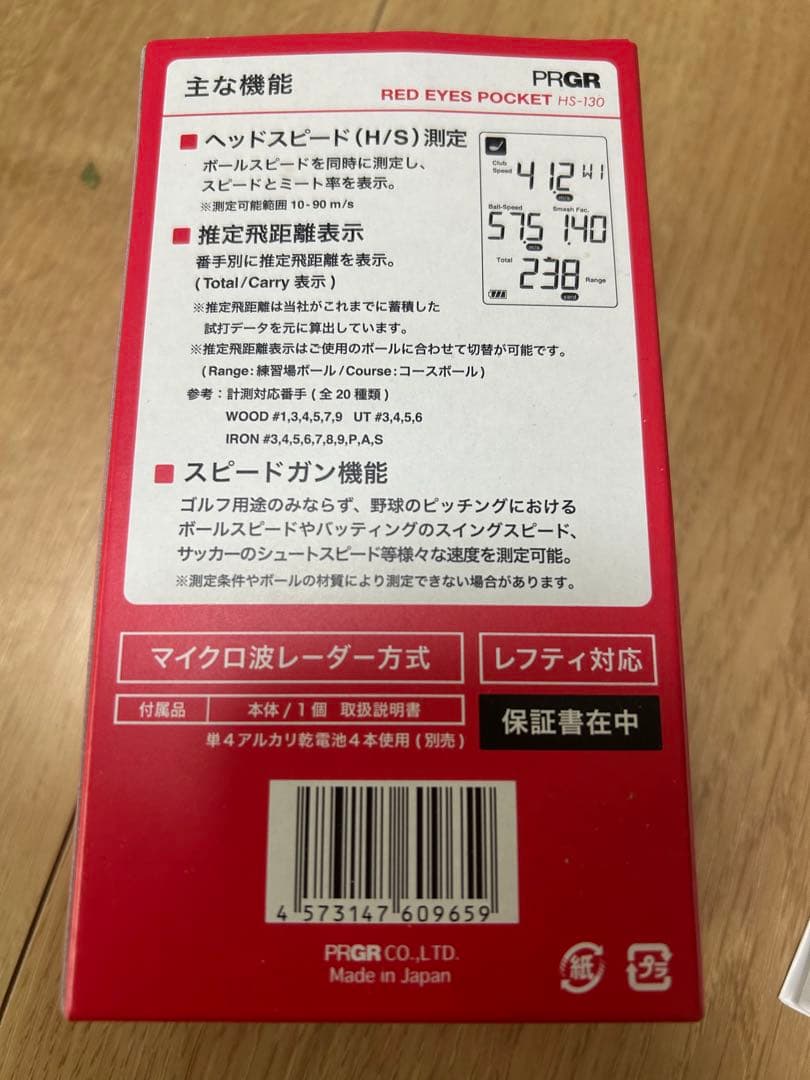 主な機能
PRGR
RED EYES POCKET HS-130
■ ヘッドスピード(H/S)測定
ボールスピードを同時に測定し、
スピードとミート率を表示。
※測定可能範囲 10-90 m/s
Club Speed 41.2 m/s W1
Ball-Speed 57.5 m/s Smash Fac. 1.40
Total 238 yard Range
■ 推定飛距離表示
番手別に推定飛距離を表示。
(Total/Carry 表示)
※推定飛距離は当社がこれまでに蓄積した
試打データを元に算出しています。
※推定飛距離表示はご使用のボールに合わせて切替が可能です。
(Range:練習場ボール/Course:コースボール)
参考:計測対応番手(全20種類)
WOOD #1,3,4,5,7,9 UT #3,4,5,6
IRON #3,4,5,6,7,8,9,P,A,S
■ スピードガン機能
ゴルフ用途のみならず、野球のピッチングにおける
ボールスピードやバッティングのスイングスピード、
サッカーのシュートスピード等様々な速度を測定可能。
※測定条件やボールの材質により測定できない場合があります。
マイクロ波レーダー方式
レフティ対応
付属品 本体/1個 取扱説明書
保証書在中
単4アルカリ乾電池4本使用(別売)
4 573147 609659
PRGR CO.,LTD.
Made in Japan
紙
プラ